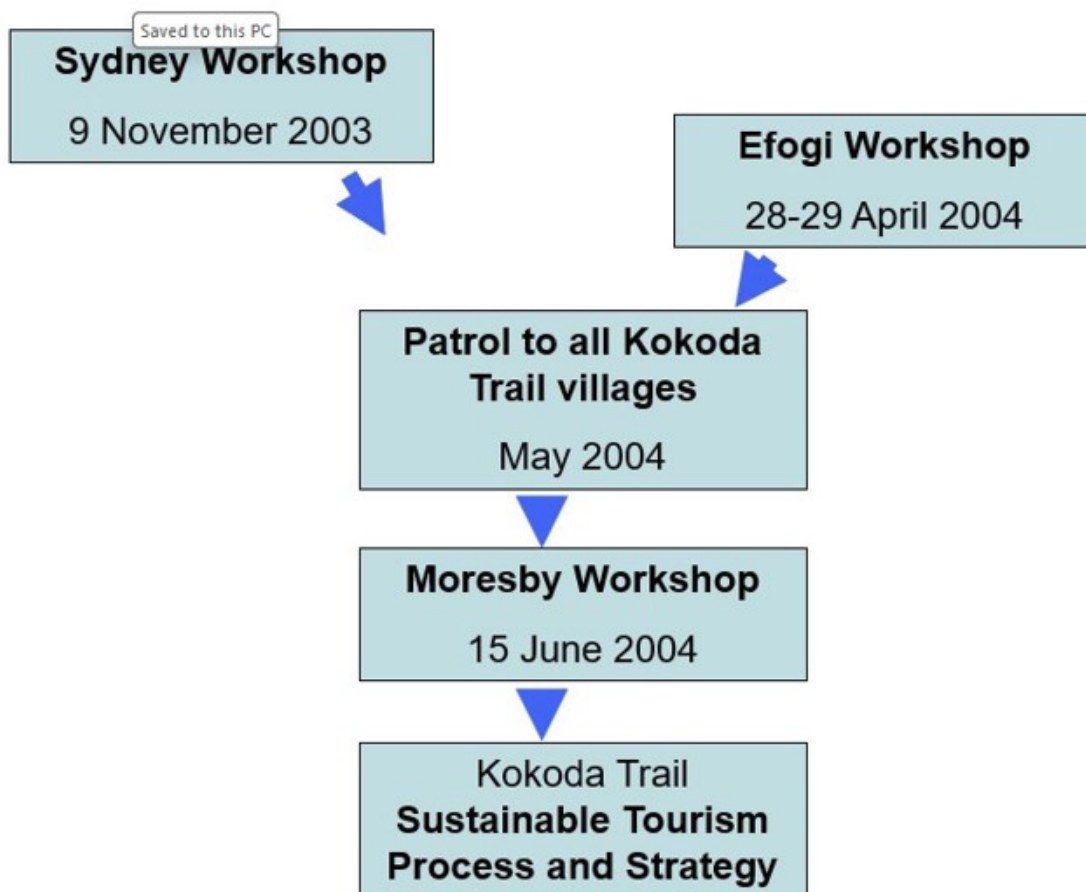 Saved to this PC
Sydney Workshop
9 November 2003
Efogi Workshop
28-29 April 2004
Patrol to all Kokoda
Trail villages
May 2004
Moresby Workshop
15 June 2004
Kokoda Trail
Sustainable Tourism
Process and Strategy